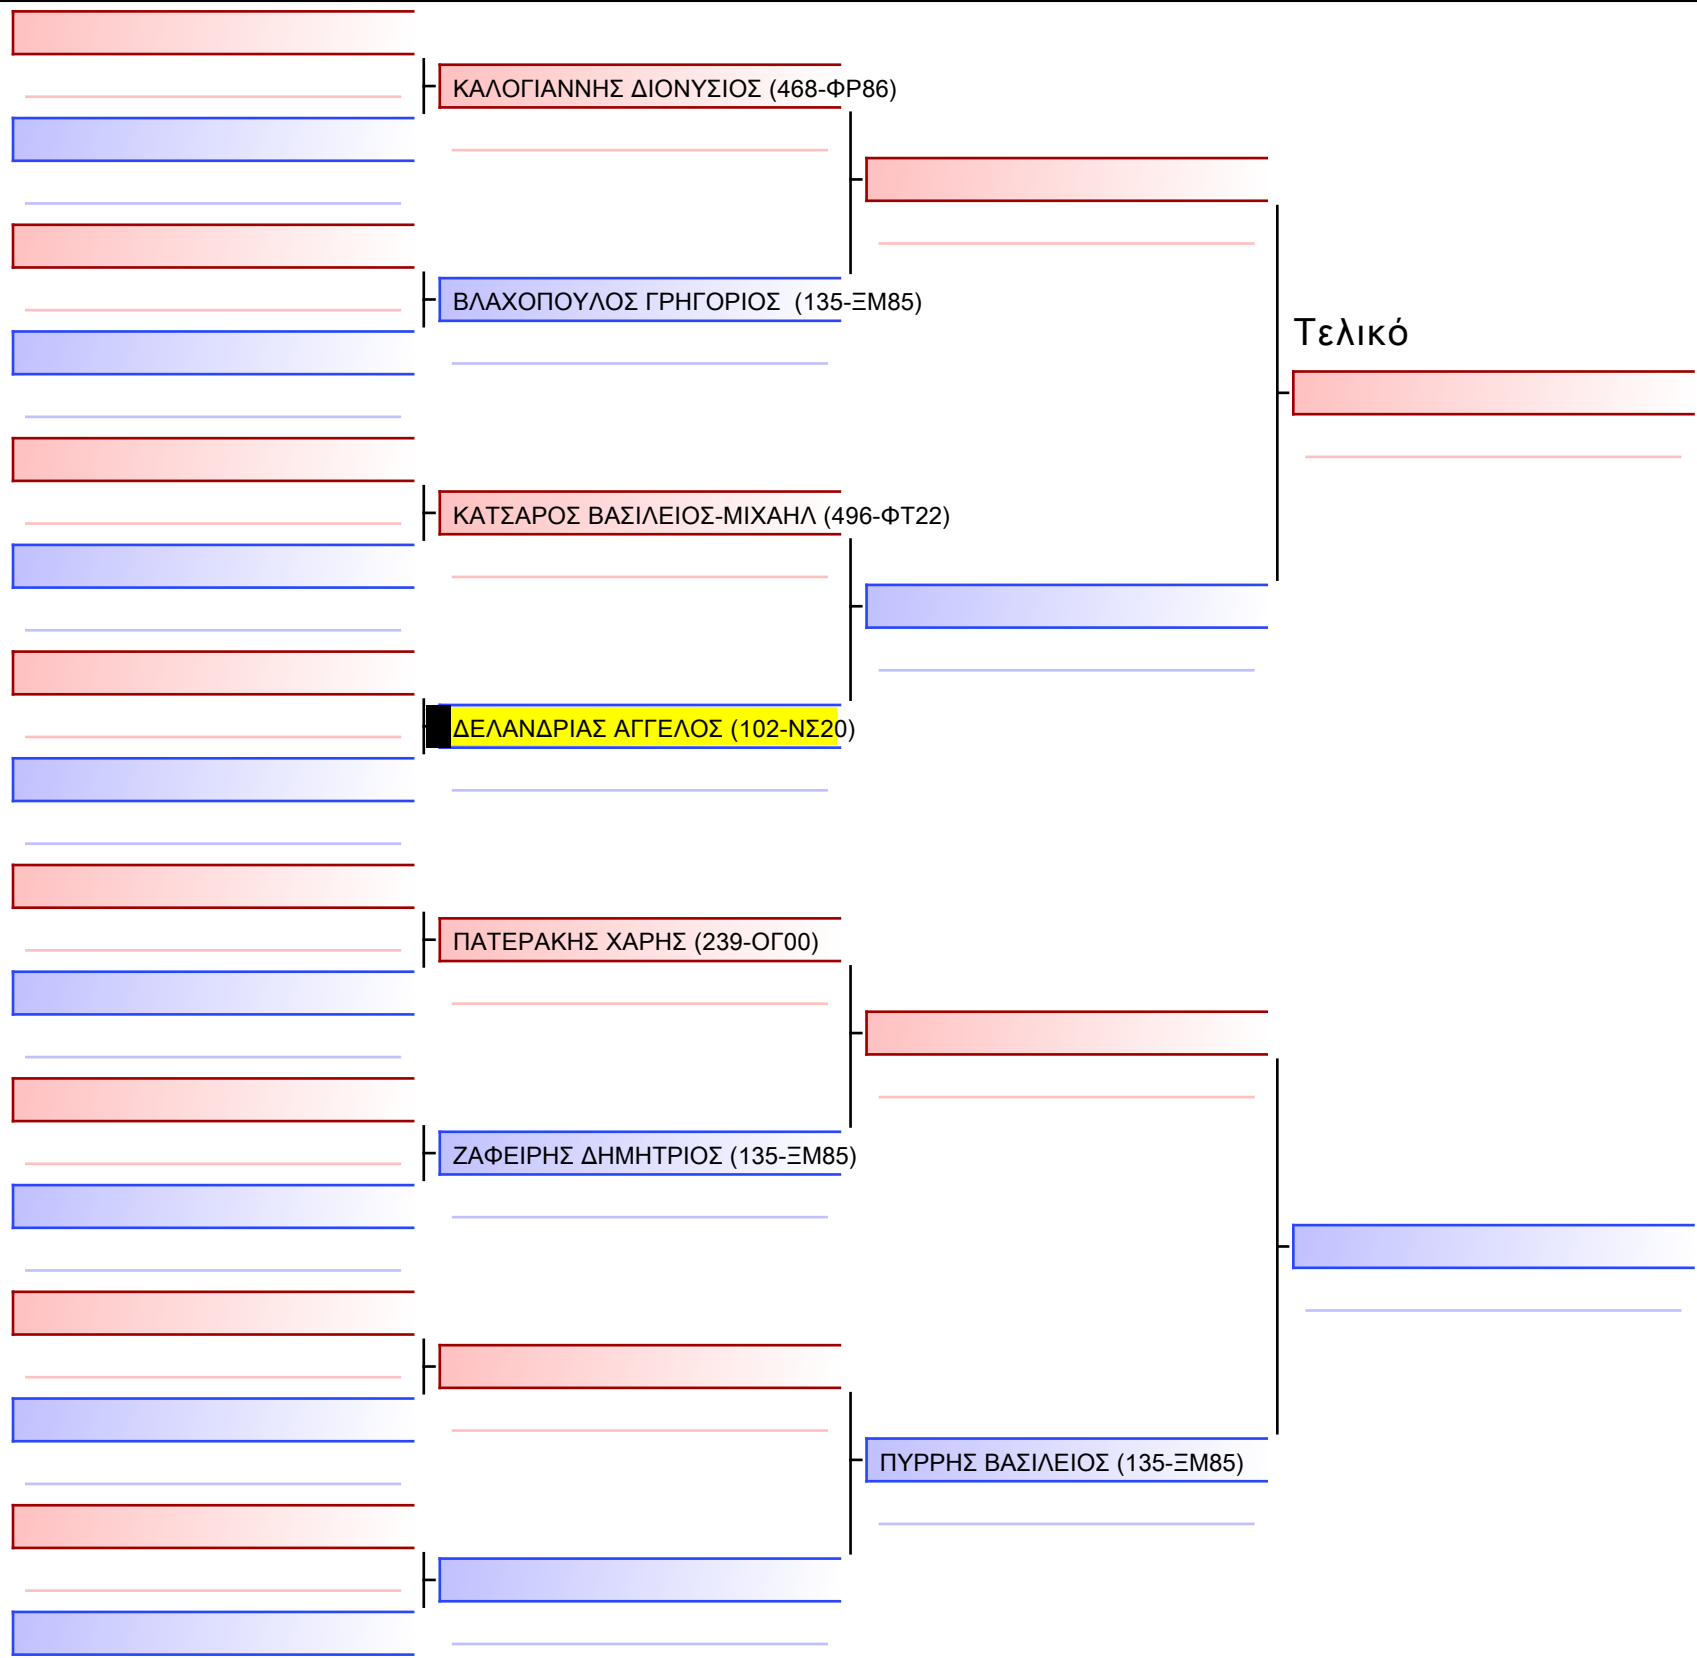 ΚΑΛΟΓΙΑΝΝΗΣ ΔΙΟΝΥΣΙΟΣ (468-ΦΡ86)
ΒΛΑΧΟΠΟΥΛΟΣ ΓΡΗΓΟΡΙΟΣ (135-ΞΜ85)
Τελικό
ΚΑΤΣΑΡΟΣ ΒΑΣΙΛΕΙΟΣ-ΜΙΧΑΗΛ (496-ΦΤ22)
ΔΕΛΑΝΔΡΙΑΣ ΑΓΓΕΛΟΣ (102-ΝΣ20)
ΠΑΤΕΡΑΚΗΣ ΧΑΡΗΣ (239-ΟΓ00)
ΖΑΦΕΙΡΗΣ ΔΗΜΗΤΡΙΟΣ (135-ΞΜ85)
ΠΥΡΡΗΣ ΒΑΣΙΛΕΙΟΣ (135-ΞΜ85)